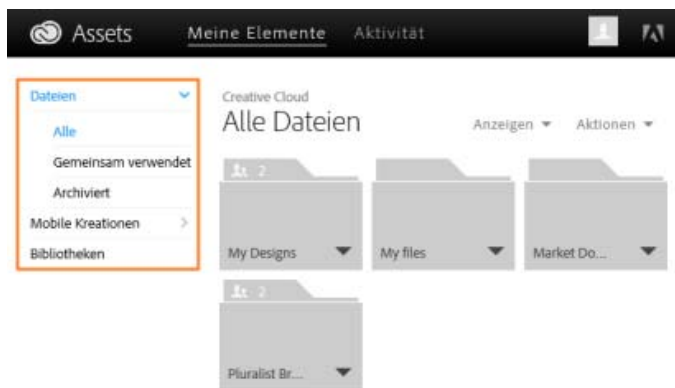 Assets Meine Elemente Aktivität
Dateien
Alle
Gemeinsam verwendet
Archiviert
Mobile Kreationen
Bibliotheken
Creative Cloud
Alle Dateien
Anzeigen Aktionen
2
My Designs My files Market Do...
2
Pluralist Br...